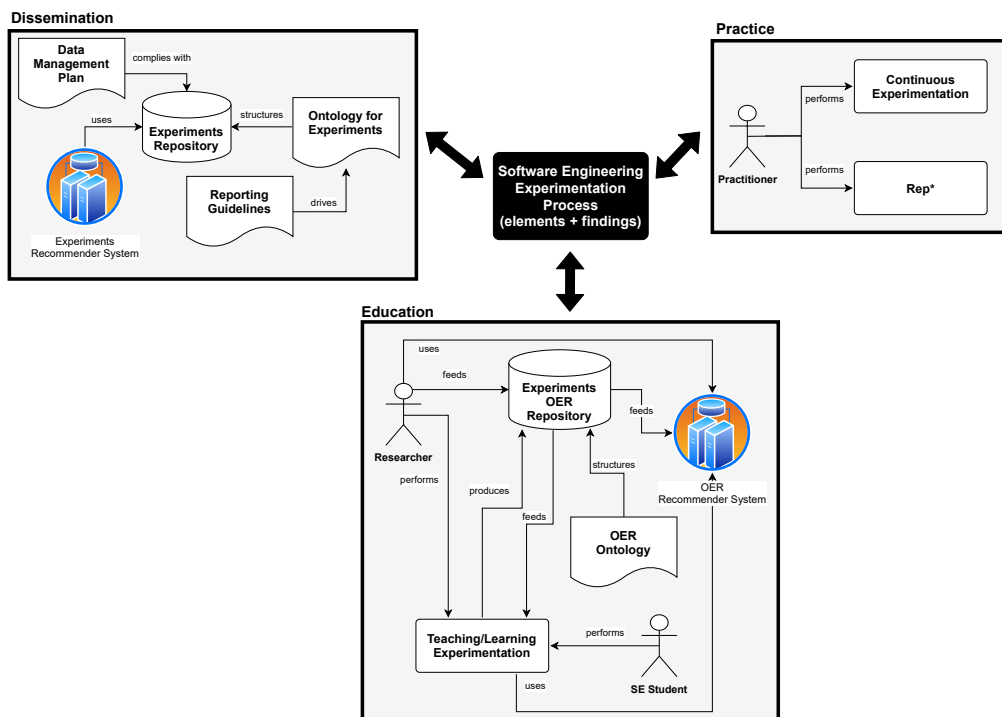 Dissemination
Data
Management
Plan
complies with
uses
Experiments
Repository
structures
Ontology for
Experiments
Reporting
Guidelines
drives
Experiments
Recommender System
Software Engineering
Experimentation
Process
(elements + findings)
Practice
Practitioner
performs
Continuous
Experimentation
performs
Rep*
Education
uses
feeds
Experiments
OER
Repository
feeds
Researcher
performs
produces
feeds
structures
OER
Recommender System
OER
Ontology
Teaching/Learning
Experimentation
performs
SE Student
uses